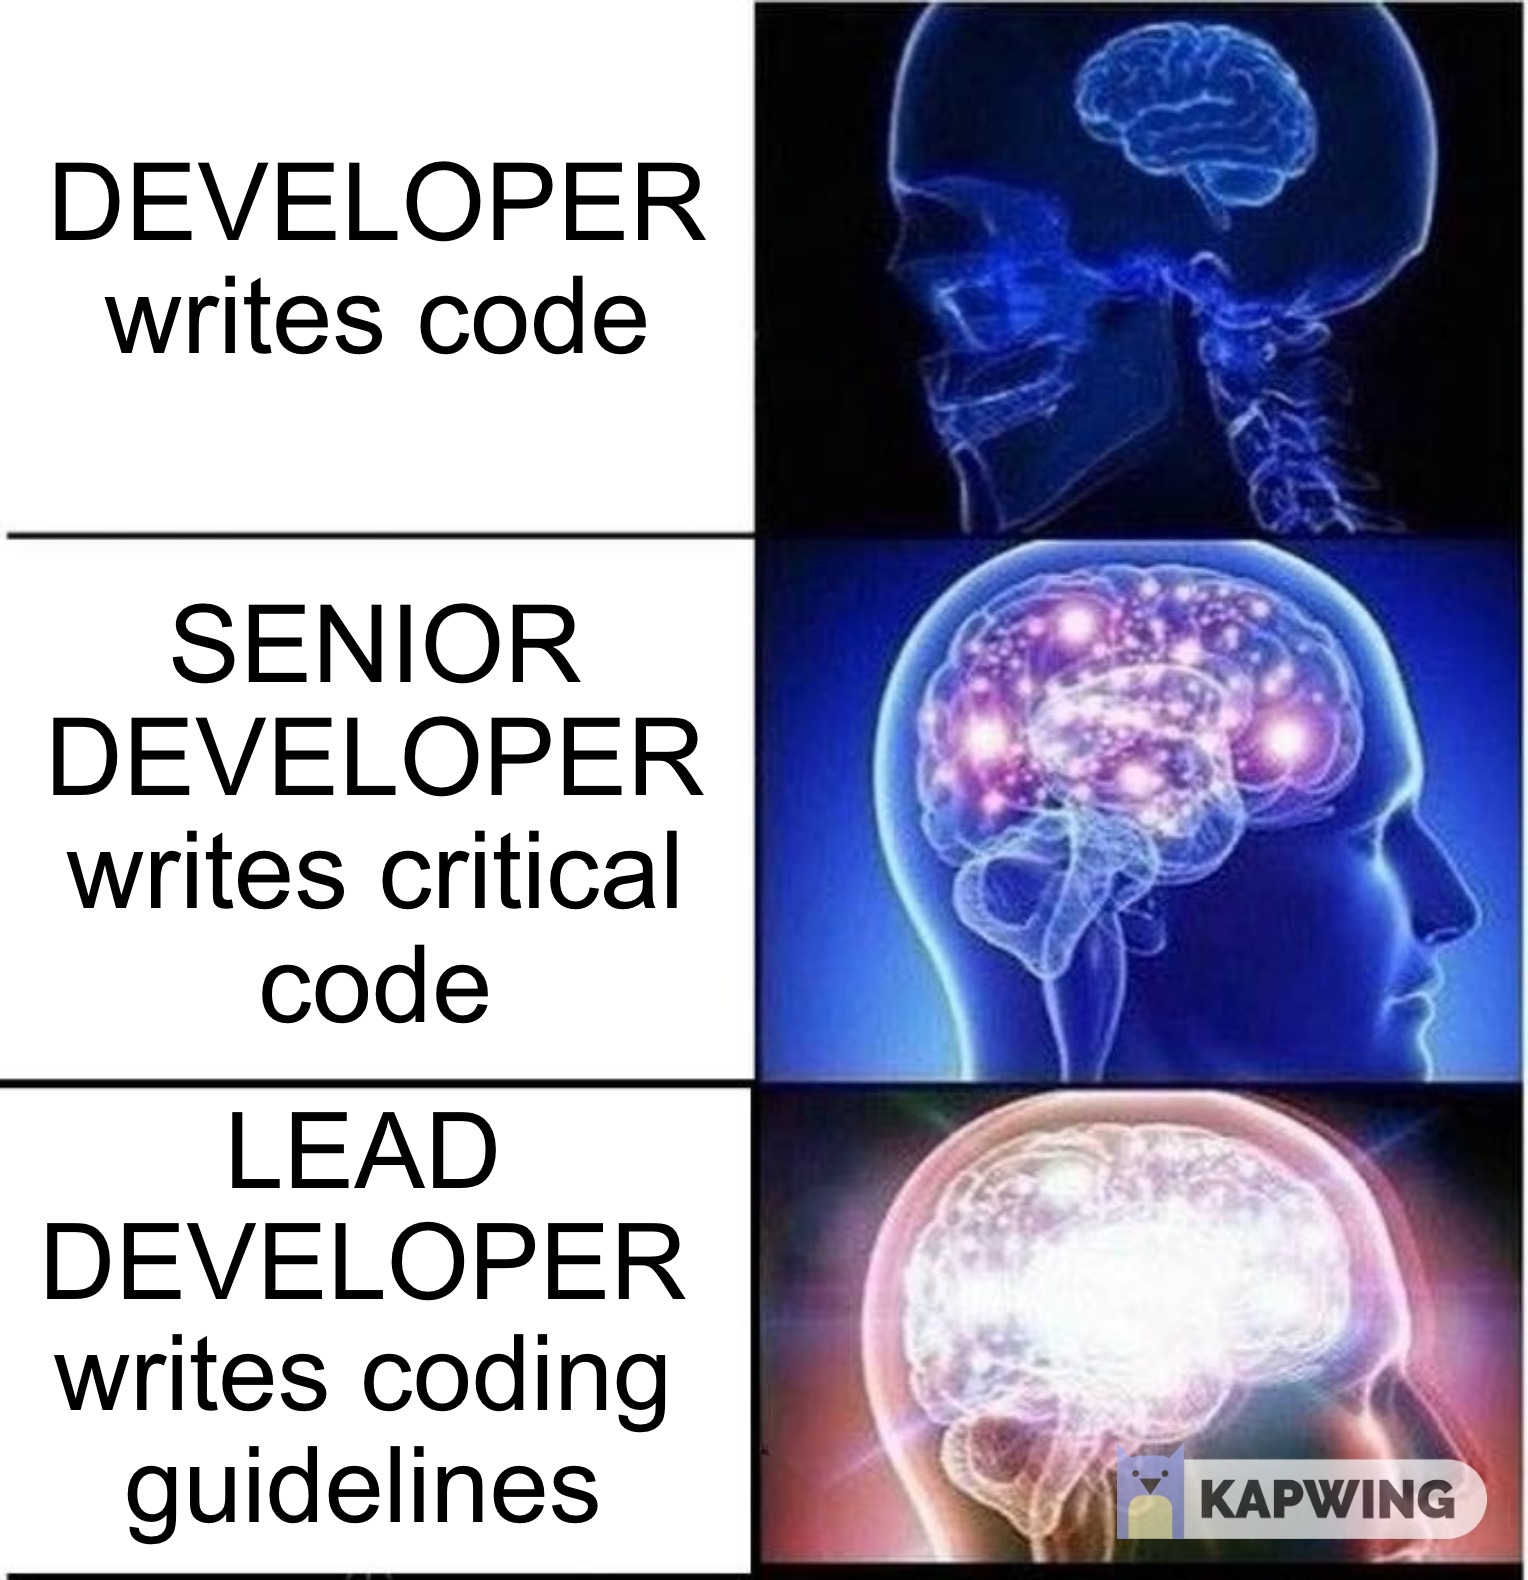 DEVELOPER
writes code
SENIOR
DEVELOPER
writes critical
code
LEAD
DEVELOPER
writes coding
guidelines
KAPWING